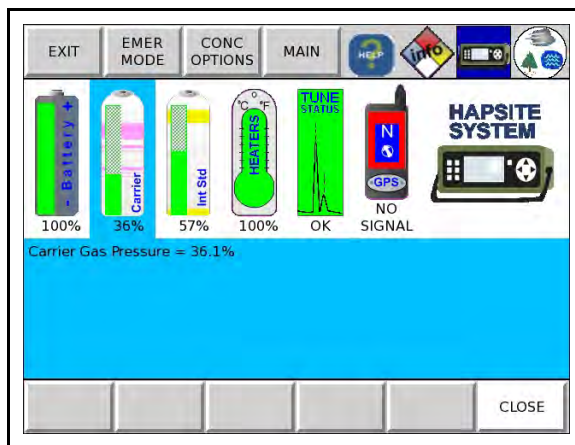 EXIT
EMER
MODE
CONC
OPTIONS
MAIN
HELP
info
- Battery +
Carrier
Int Std
°C °F
HEATERS
TUNE
STATUS
N
GPS
HAPSITE
SYSTEM
100%
36%
57%
100%
OK
NO
SIGNAL
Carrier Gas Pressure = 36.1%
CLOSE